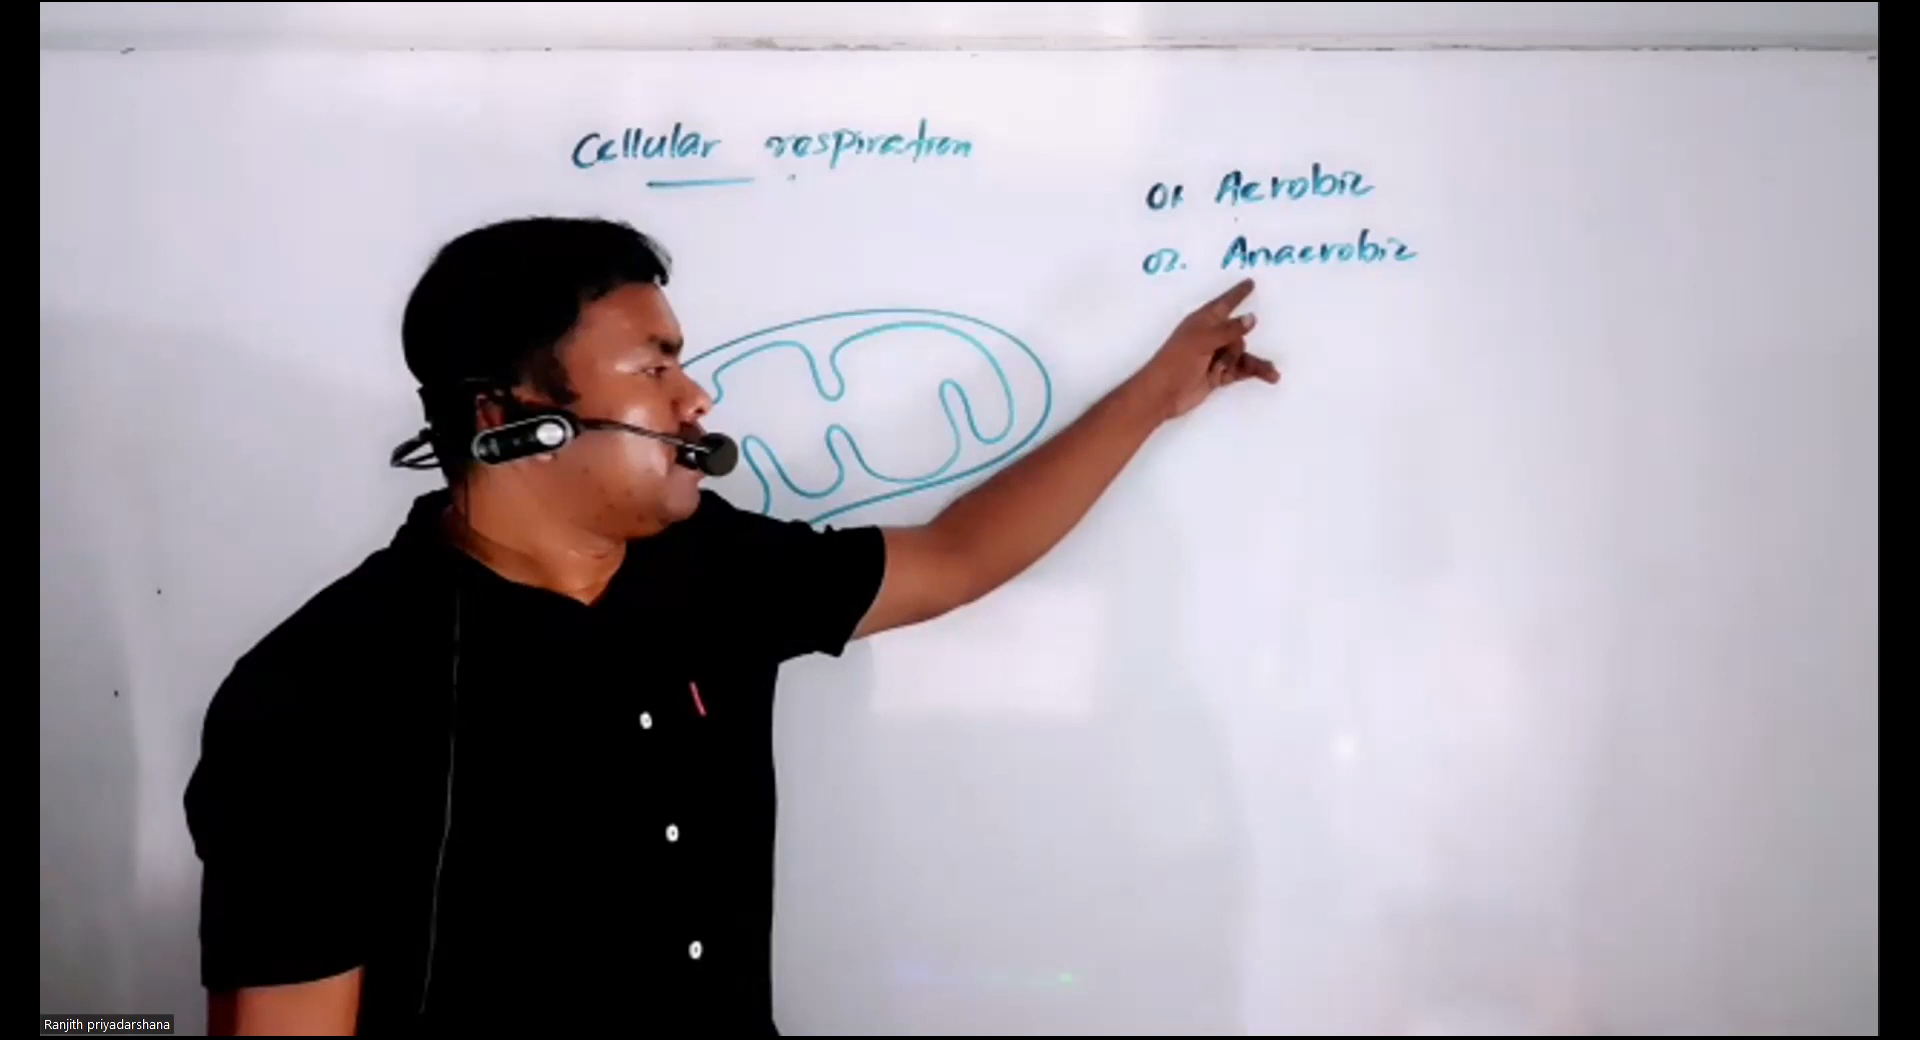 Cellular respiration
01 Aerobic
02. Anaerobic
Ranjith priyadarshana